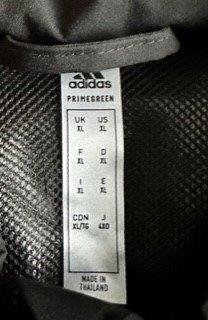 adidas
PRIMEGREEN
UK US
XL XL
F D
XL XL
I E
XL XL
CDN J
XL/TG 4XO
MADE IN
THAILAND